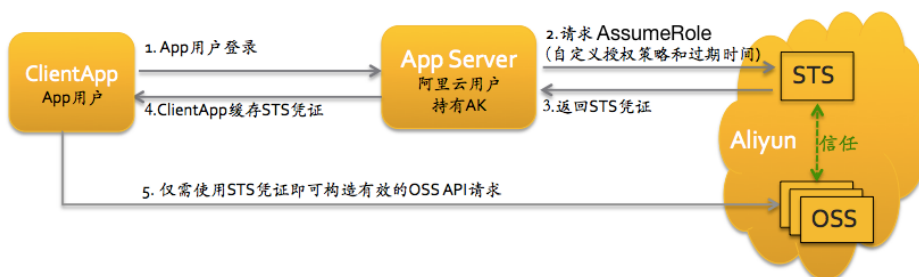 1. App用户登录
2.请求 AssumeRole
(自定义授权策略和过期时间)
ClientApp
App用户
App Server
阿里云用户
持有AK
STS
4.ClientApp缓存STS凭证
3.返回STS凭证
Aliyun
信任
5. 仅需使用STS凭证即可构造有效的OSS API请求
OSS